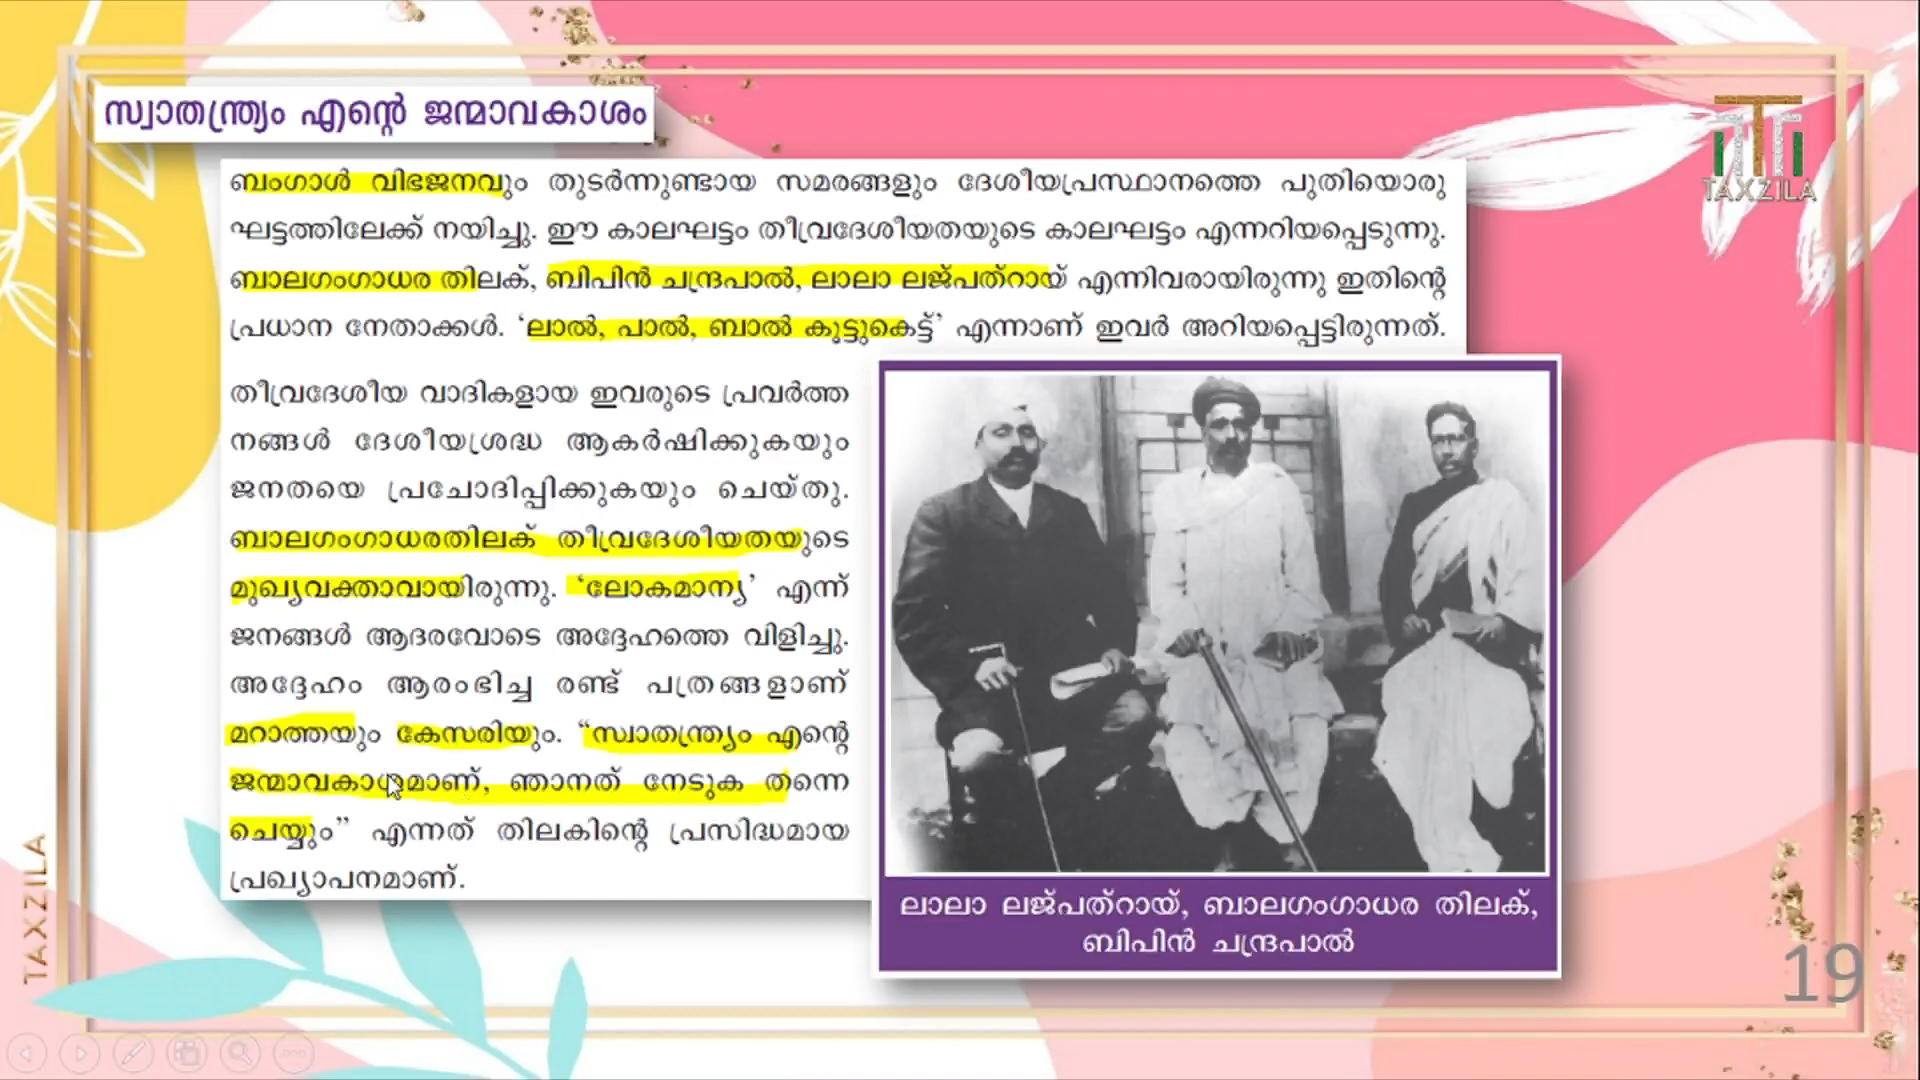 സ്വാതന്ത്ര്യം എന്റെ ജന്മാവകാശം
TAXZILA
ബംഗാൾ വിഭജനവും തുടർന്നുണ്ടായ സമരങ്ങളും ദേശീയപ്രസ്ഥാനത്തെ പുതിയൊരു
ഘട്ടത്തിലേക്ക് നയിച്ചു. ഈ കാലഘട്ടം തീവ്രദേശീയതയുടെ കാലഘട്ടം എന്നറിയപ്പെടുന്നു.
ബാലഗംഗാധര തിലക്, ബിപിൻ ചന്ദ്രപാൽ, ലാലാ ലജ്പത്റായ് എന്നിവരായിരുന്നു ഇതിന്റെ
പ്രധാന നേതാക്കൾ. ‘ലാൽ, പാൽ, ബാൽ കൂട്ടുകെട്ട്’ എന്നാണ് ഇവർ അറിയപ്പെട്ടിരുന്നത്.
തീവ്രദേശീയ വാദികളായ ഇവരുടെ പ്രവർത്ത
നങ്ങൾ ദേശീയശ്രദ്ധ ആകർഷിക്കുകയും
ജനതയെ പ്രചോദിപ്പിക്കുകയും ചെയ്തു.
ബാലഗംഗാധരതിലക് തീവ്രദേശീയതയുടെ
മുഖ്യവക്താവായിരുന്നു. ‘ലോകമാന്യ’ എന്ന്
ജനങ്ങൾ ആദരവോടെ അദ്ദേഹത്തെ വിളിച്ചു.
അദ്ദേഹം ആരംഭിച്ച രണ്ട് പത്രങ്ങളാണ്
മറാത്തയും കേസരിയും. “സ്വാതന്ത്ര്യം എന്റെ
ജന്മാവകാശമാണ്, ഞാനത് നേടുക തന്നെ
ചെയ്യും” എന്നത് തിലകിന്റെ പ്രസിദ്ധമായ
പ്രഖ്യാപനമാണ്.
ലാലാ ലജ്പത്റായ്, ബാലഗംഗാധര തിലക്,
ബിപിൻ ചന്ദ്രപാൽ
TAXZILA
19